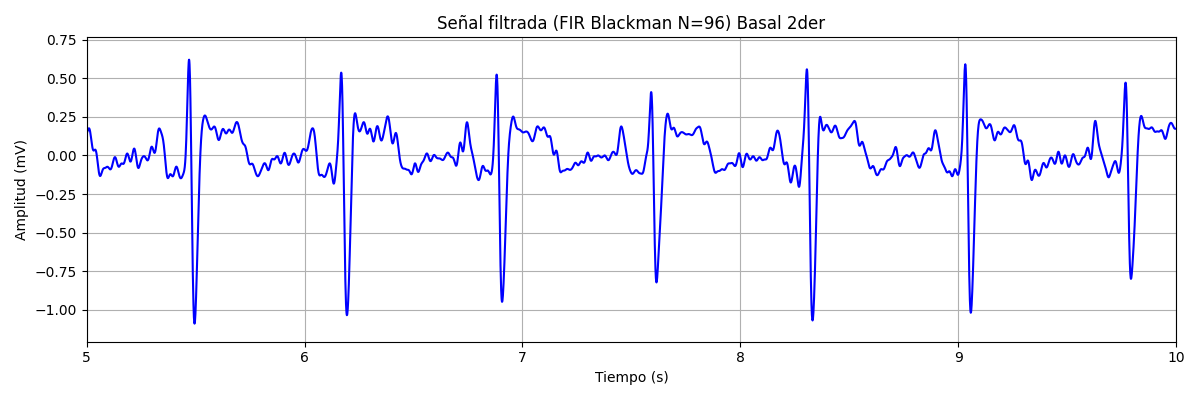 Señal filtrada (FIR Blackman N=96) Basal 2der
Amplitud (mV)
0.75
0.50
0.25
0.00
−0.25
−0.50
−0.75
−1.00
5 6 7 8 9 10
Tiempo (s)